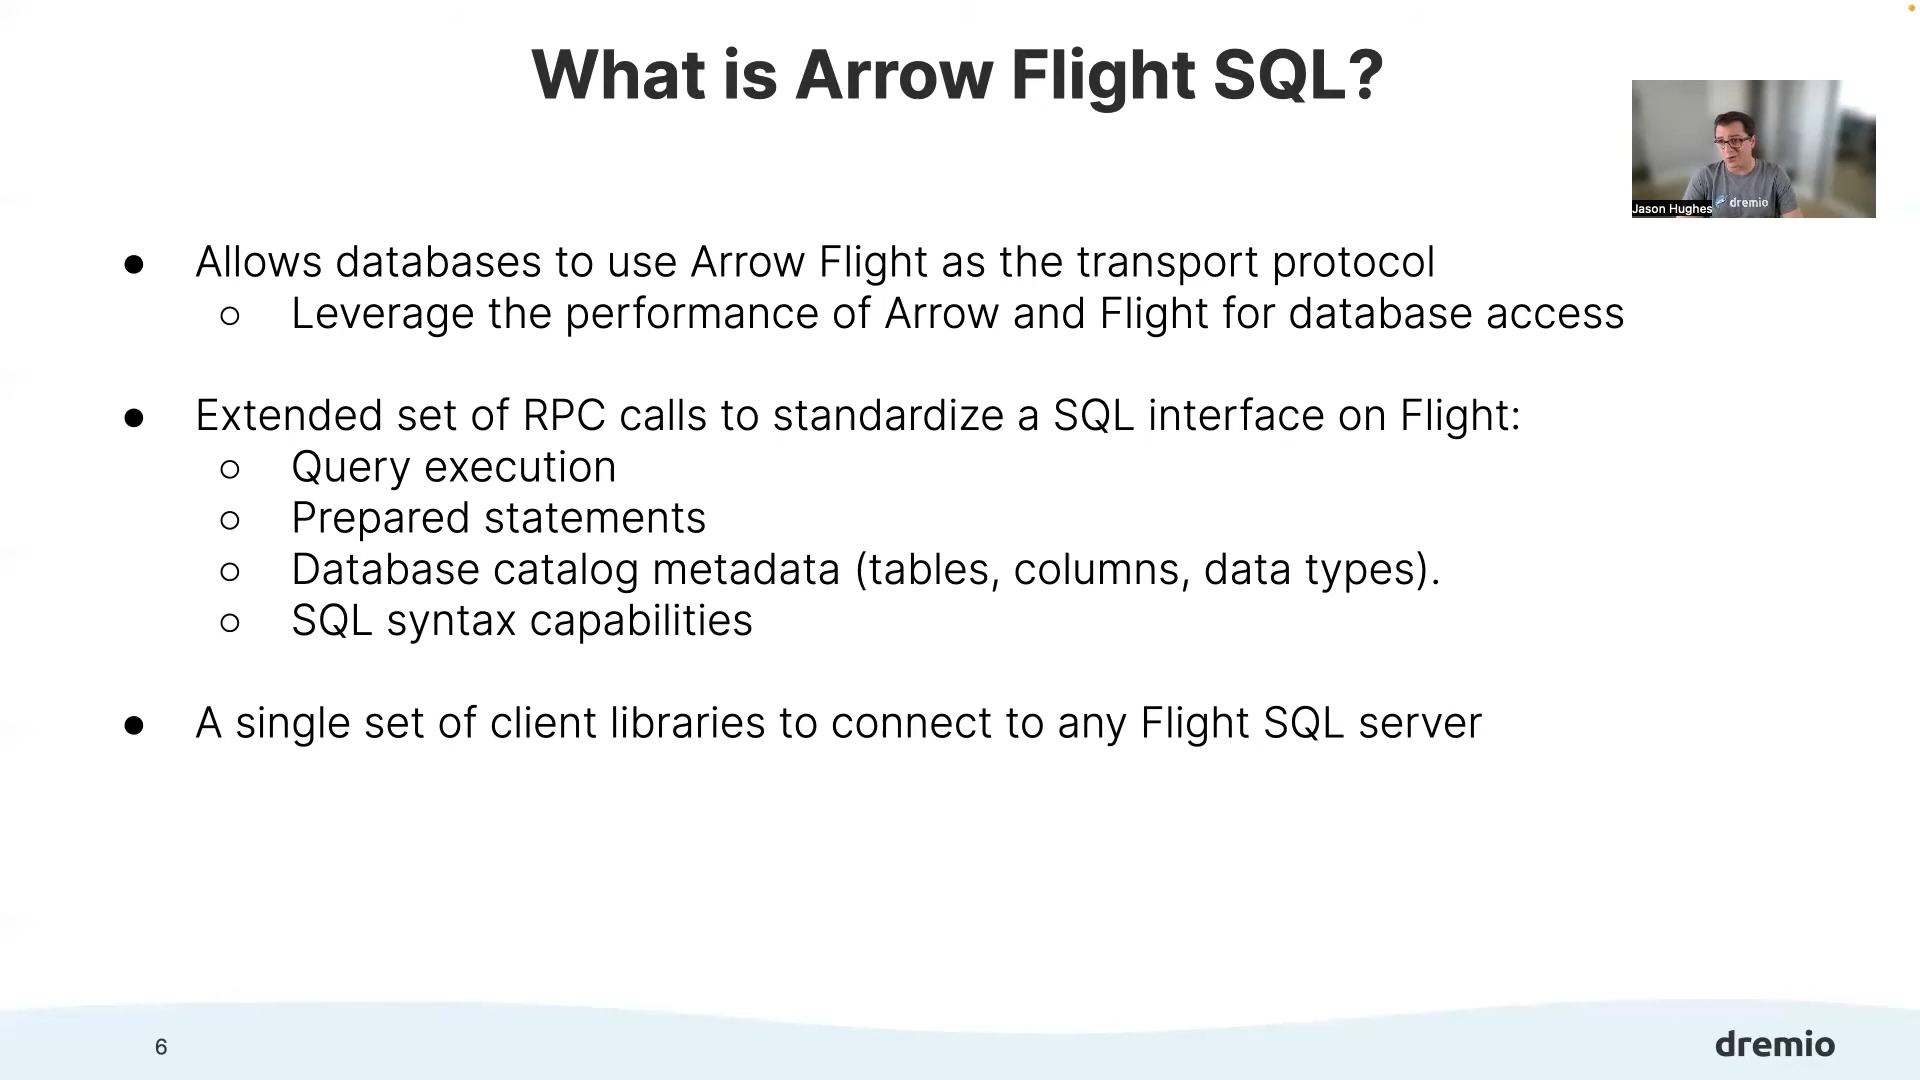 What is Arrow Flight SQL?
dremio
Jason Hughes
● Allows databases to use Arrow Flight as the transport protocol
○ Leverage the performance of Arrow and Flight for database access
● Extended set of RPC calls to standardize a SQL interface on Flight:
○ Query execution
○ Prepared statements
○ Database catalog metadata (tables, columns, data types).
○ SQL syntax capabilities
● A single set of client libraries to connect to any Flight SQL server
6
dremio